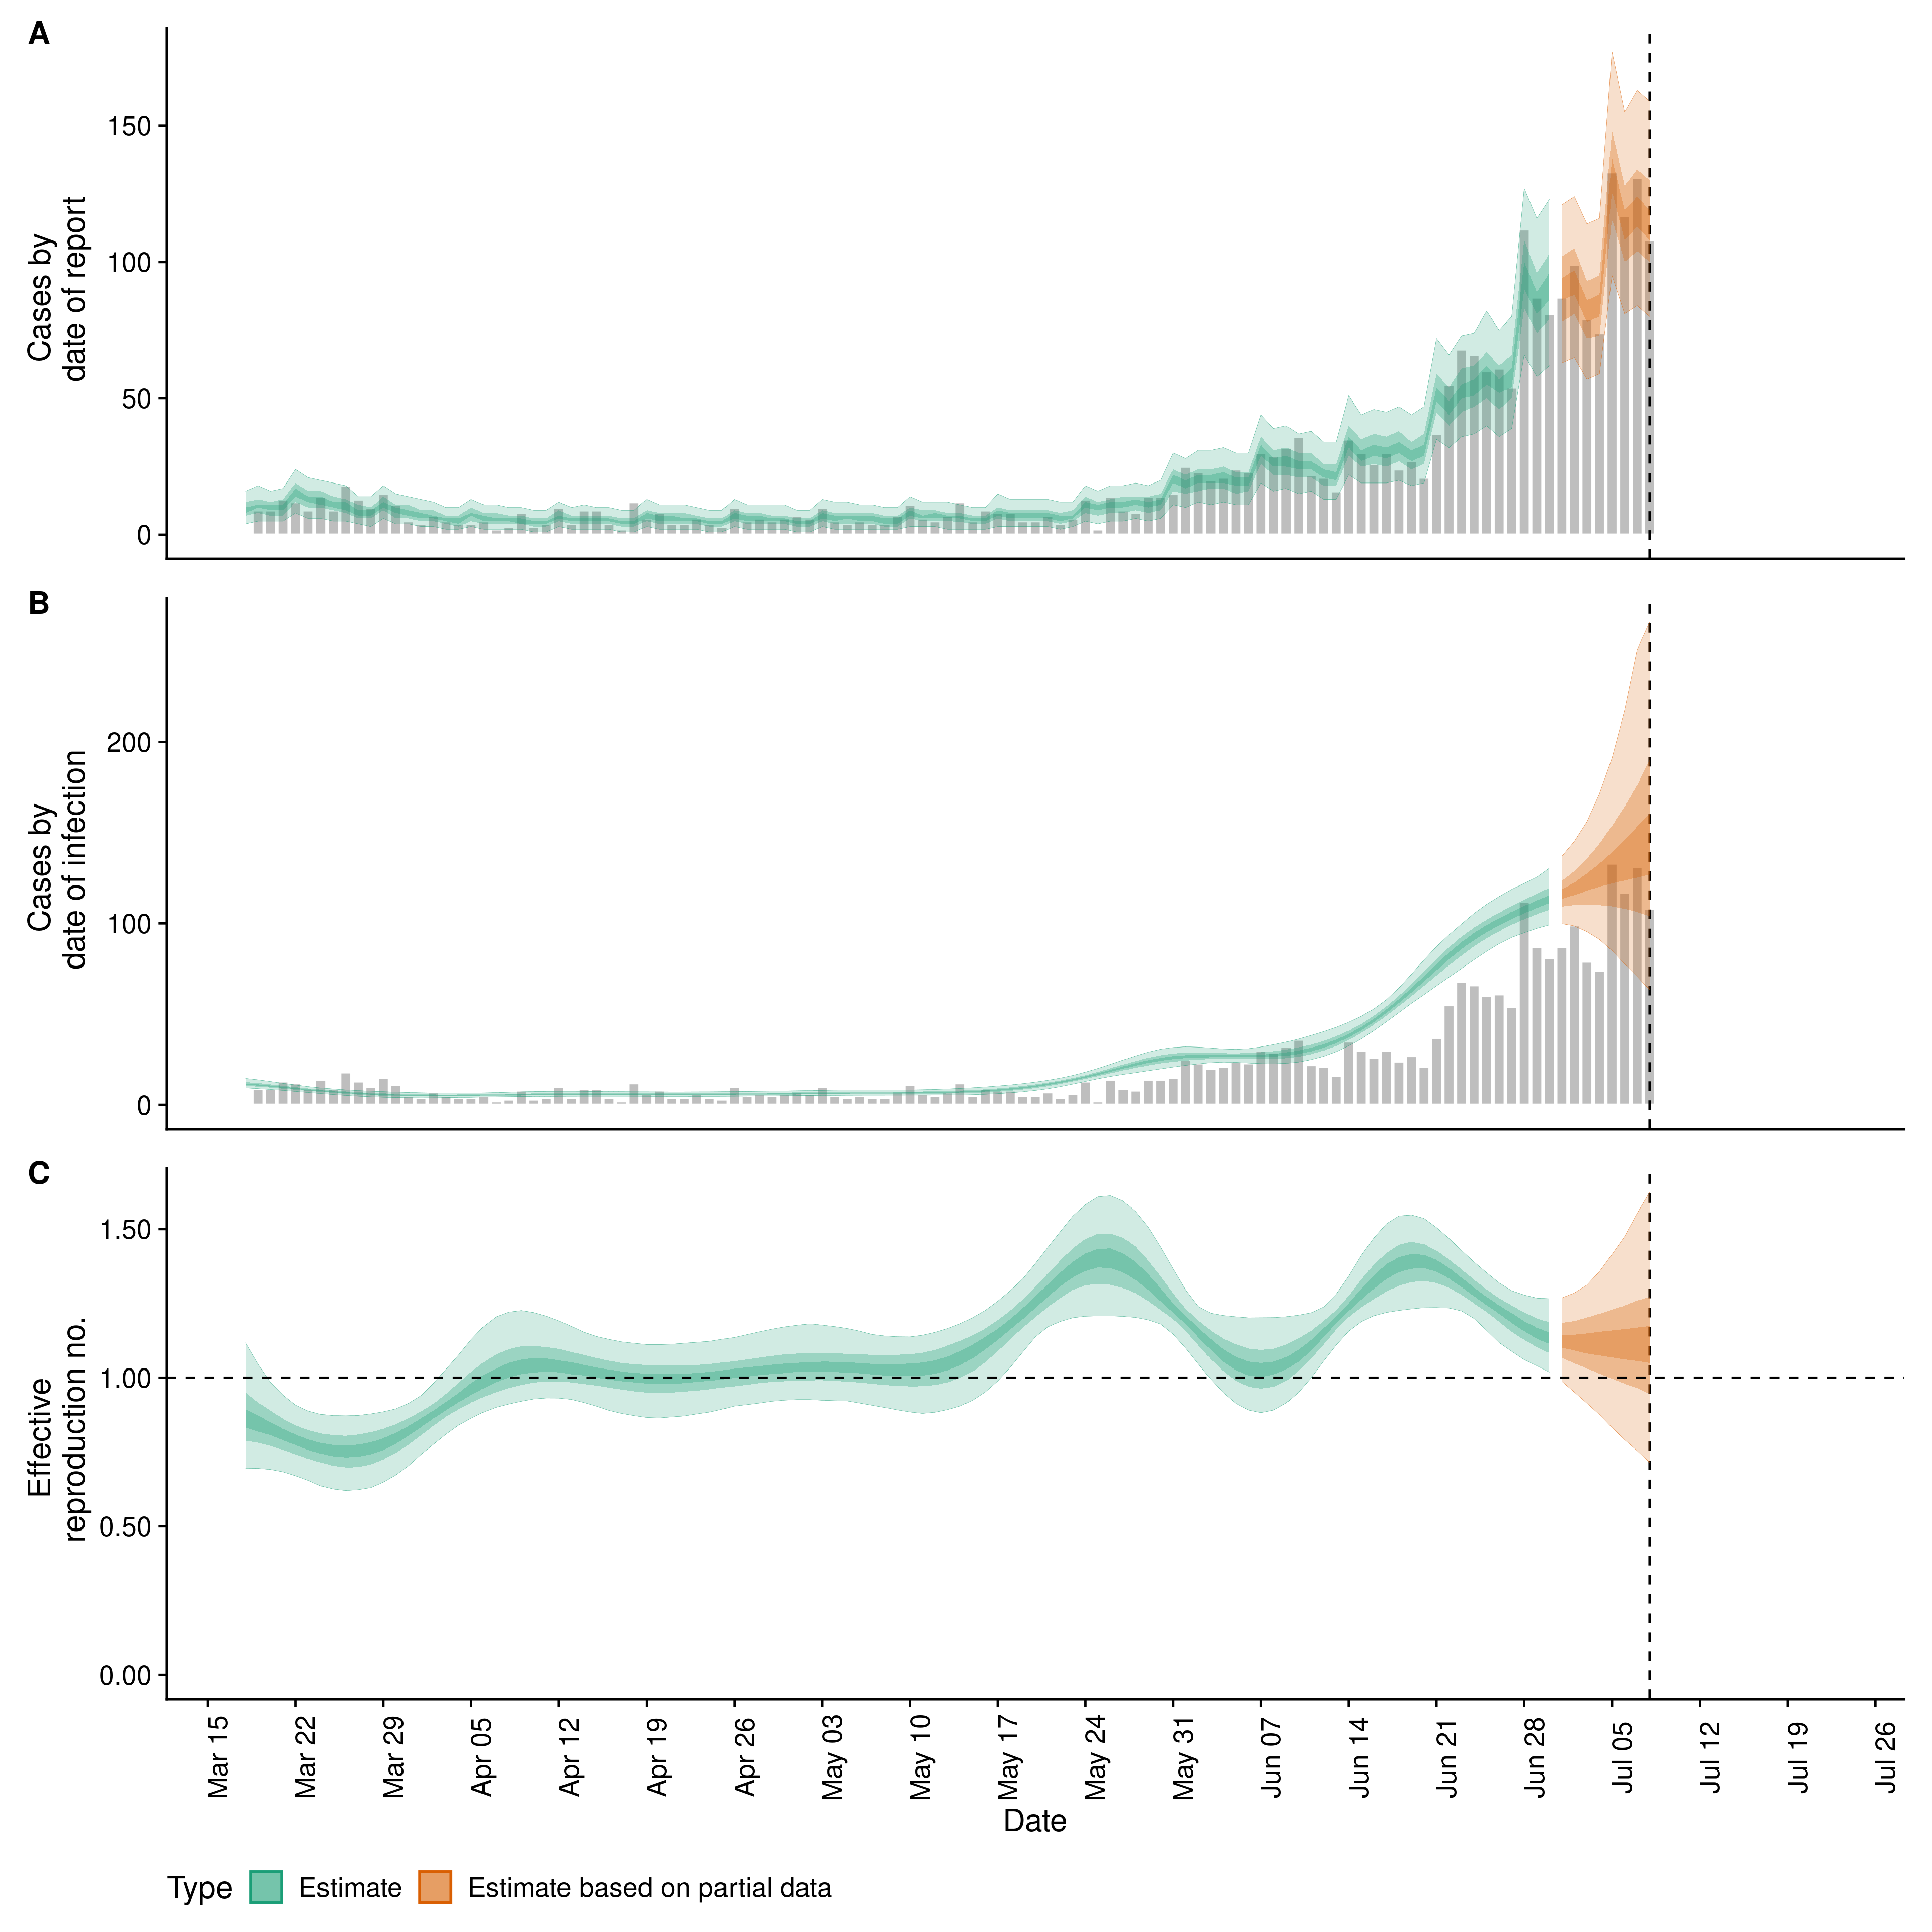 A
Cases by
date of report
150
100
50
0
B
Cases by
date of infection
200
100
0
C
Effective
reproduction no.
1.50
1.00
0.50
0.00
Mar 15
Mar 22
Mar 29
Apr 05
Apr 12
Apr 19
Apr 26
May 03
May 10
May 17
May 24
May 31
Jun 07
Jun 14
Jun 21
Jun 28
Jul 05
Jul 12
Jul 19
Jul 26
Date
Type Estimate Estimate based on partial data